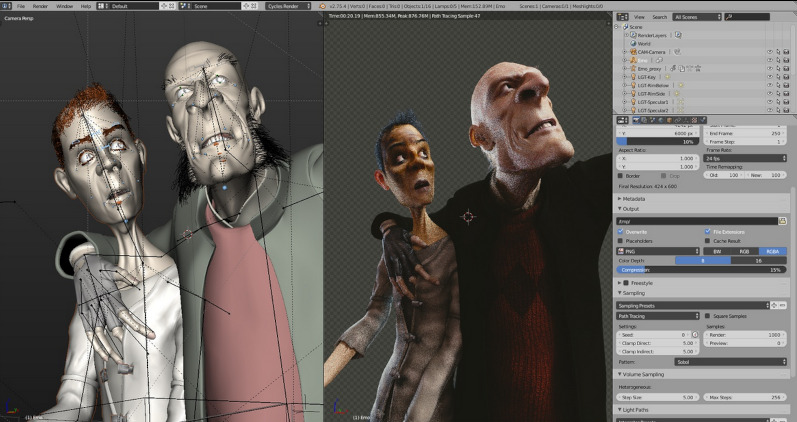 File Render Window Help Default Scene Cycles Render v2.75.4 | Verts:0 | Faces:0 | Tris:0 | Objects:1/16 | Lamps:0/5 | Mem:152.89M | Emo
Scenes:1 | Cameras:1/1 | MeshLights:0/0
Camera Persp
Time:00:20.19 | Mem:855.34M, Peak:876.76M | Path Tracing Sample 47
View Search All Scenes
Scene
RenderLayers
World
CAM-Camera
Emo
Emo_proxy
LGT-Key
LGT-RimBelow
LGT-RimSide
LGT-Specular1
LGT-Specular2
Y: 6000 px
10%
End Frame: 250
Frame Step: 1
Aspect Ratio:
Frame Rate:
X: 1.000
24 fps
Y: 1.000
Time Remapping:
Border
Crop
Old: 100
New: 100
Final Resolution: 424 x 600
Metadata
Output
/tmp/
Overwrite
File Extensions
Placeholders
Cache Result
PNG BW RGB RGBA
Color Depth: 8 16
Compression: 15%
Freestyle
Sampling
Sampling Presets
Path Tracing
Square Samples
Settings:
Samples:
Seed: 0
Render: 1000
Clamp Direct: 5.00
Preview: 0
Clamp Indirect: 5.00
Pattern: Sobol
Volume Sampling
Heterogeneous:
Step Size: 5.00
Max Steps: 256
Light Paths
(1) Emo
(1) Emo